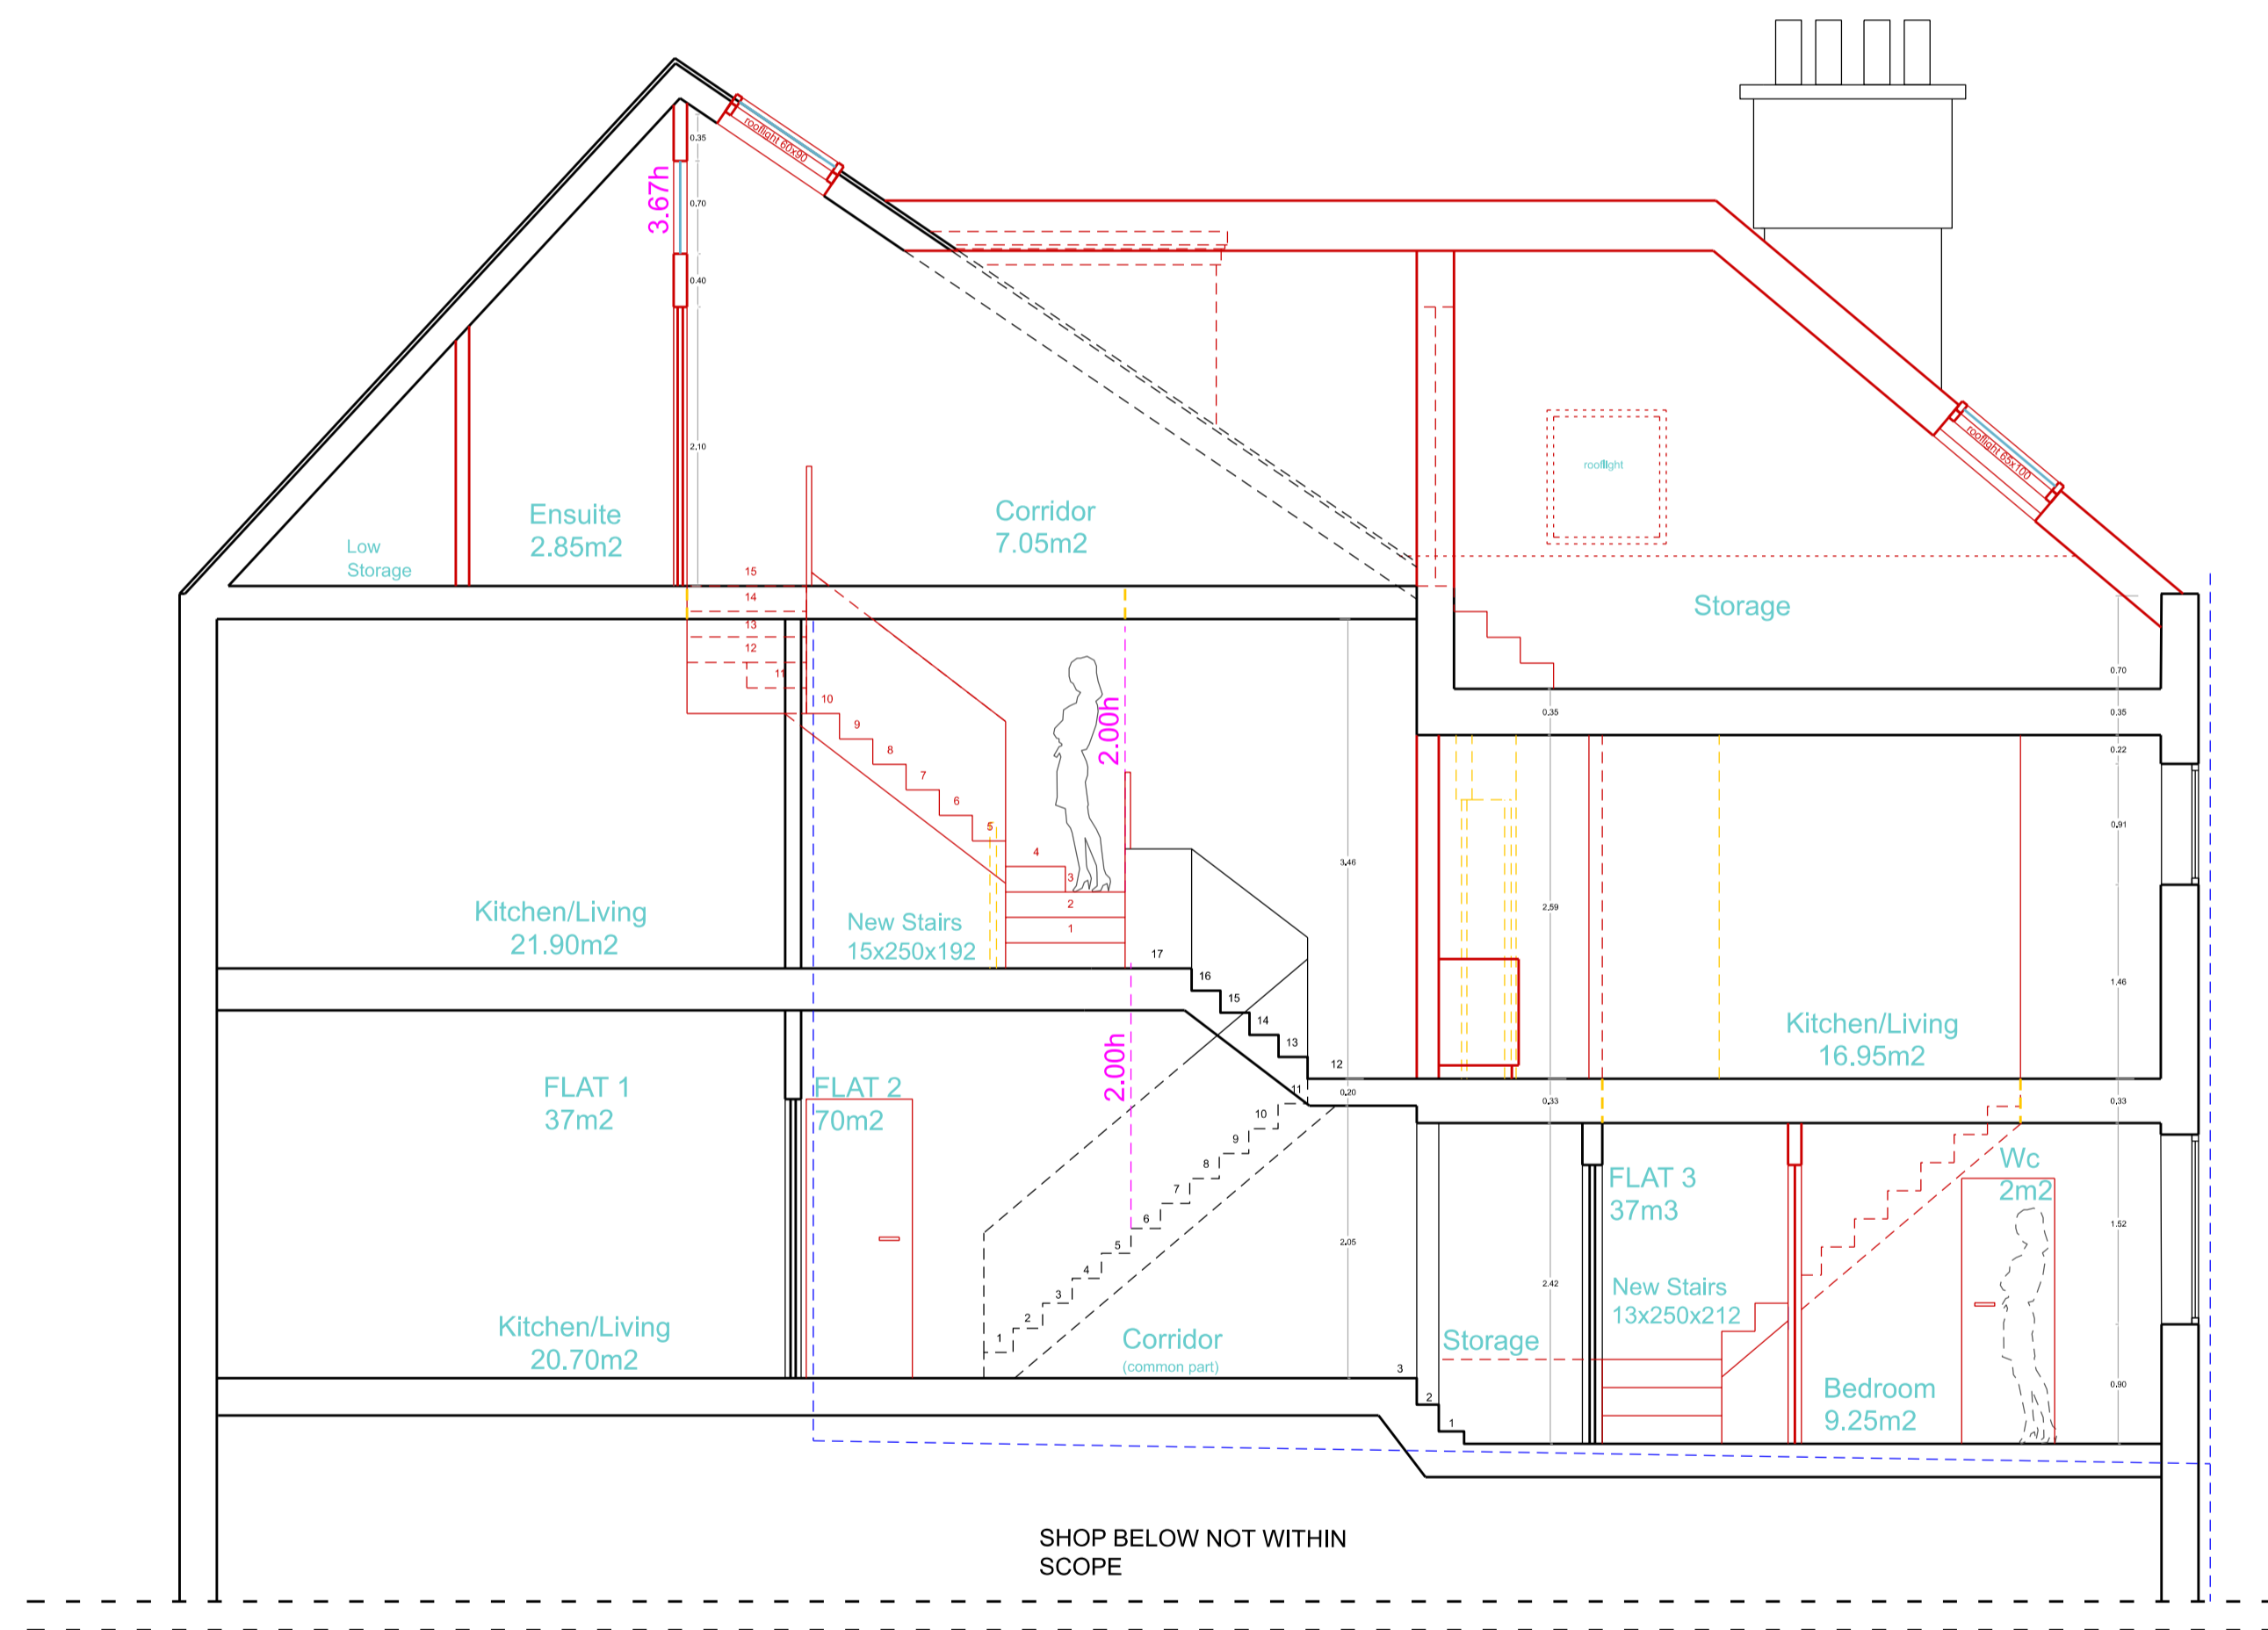 rooflight 60x90
0.35
3.67h
0.70
0.40
2.10
rooflight 65x100
rooflight
Ensuite
2.85m2
Corridor
7.05m2
Low
Storage
Storage
15
14
13
12
11
10
9
8
7
6
5
4
3
2
1
2.00h
0.70
0.35
0.35
0.22
0.91
3.46
2.59
1.46
Kitchen/Living
21.90m2
New Stairs
15x250x192
17
16
15
14
13
12
11
10
9
8
7
6
5
4
3
2
1
Kitchen/Living
16.95m2
0.20
0.33
0.33
2.00h
FLAT 1
37m2
FLAT 2
70m2
FLAT 3
37m3
Wc
2m2
2.05
2.42
1.52
New Stairs
13x250x212
Kitchen/Living
20.70m2
Corridor
(common part)
Storage
3
2
1
Bedroom
9.25m2
0.90
SHOP BELOW NOT WITHIN
SCOPE